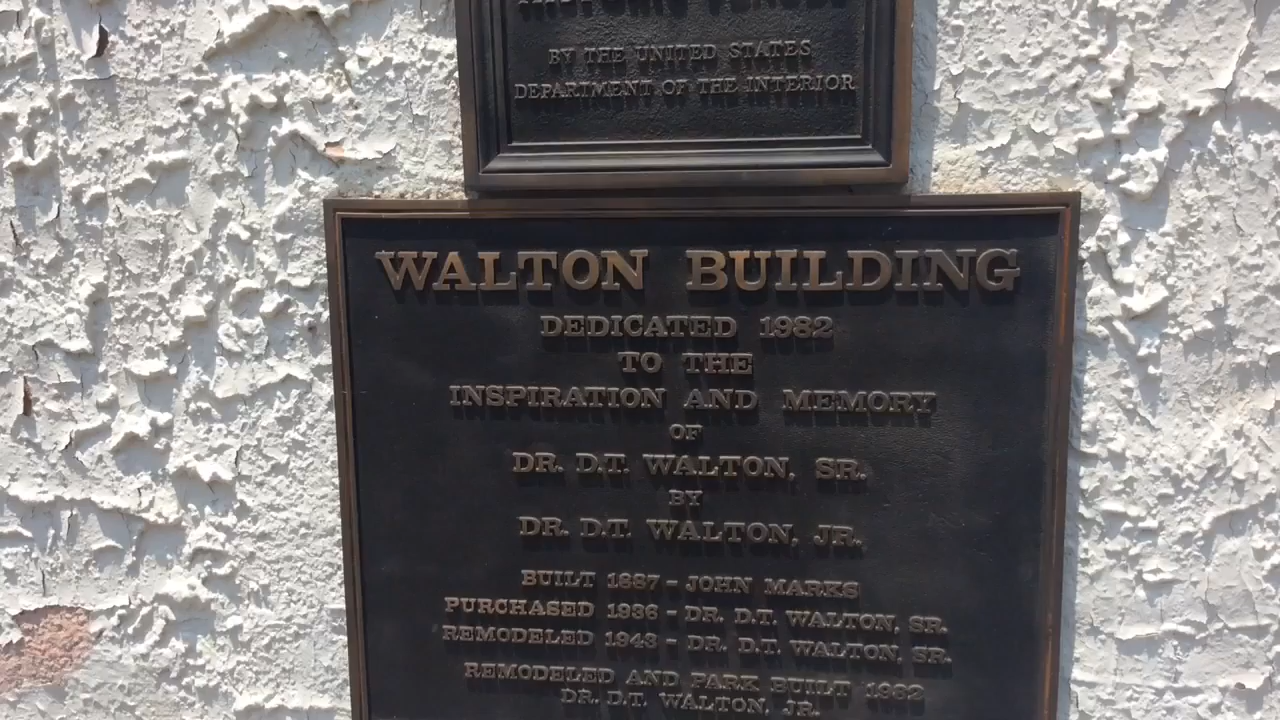 BY THE UNITED STATES
DEPARTMENT OF THE INTERIOR
WALTON BUILDING
DEDICATED 1982
TO THE
INSPIRATION AND MEMORY
OF
DR. D.T. WALTON, SR.
BY
DR. D.T. WALTON, JR.
BUILT 1887 - JOHN MARKS
PURCHASED 1936 - DR. D.T. WALTON, SR.
REMODELED 1943 - DR. D.T. WALTON, SR.
REMODELED AND PARK BUILT 1982
DR. D.T. WALTON, JR.